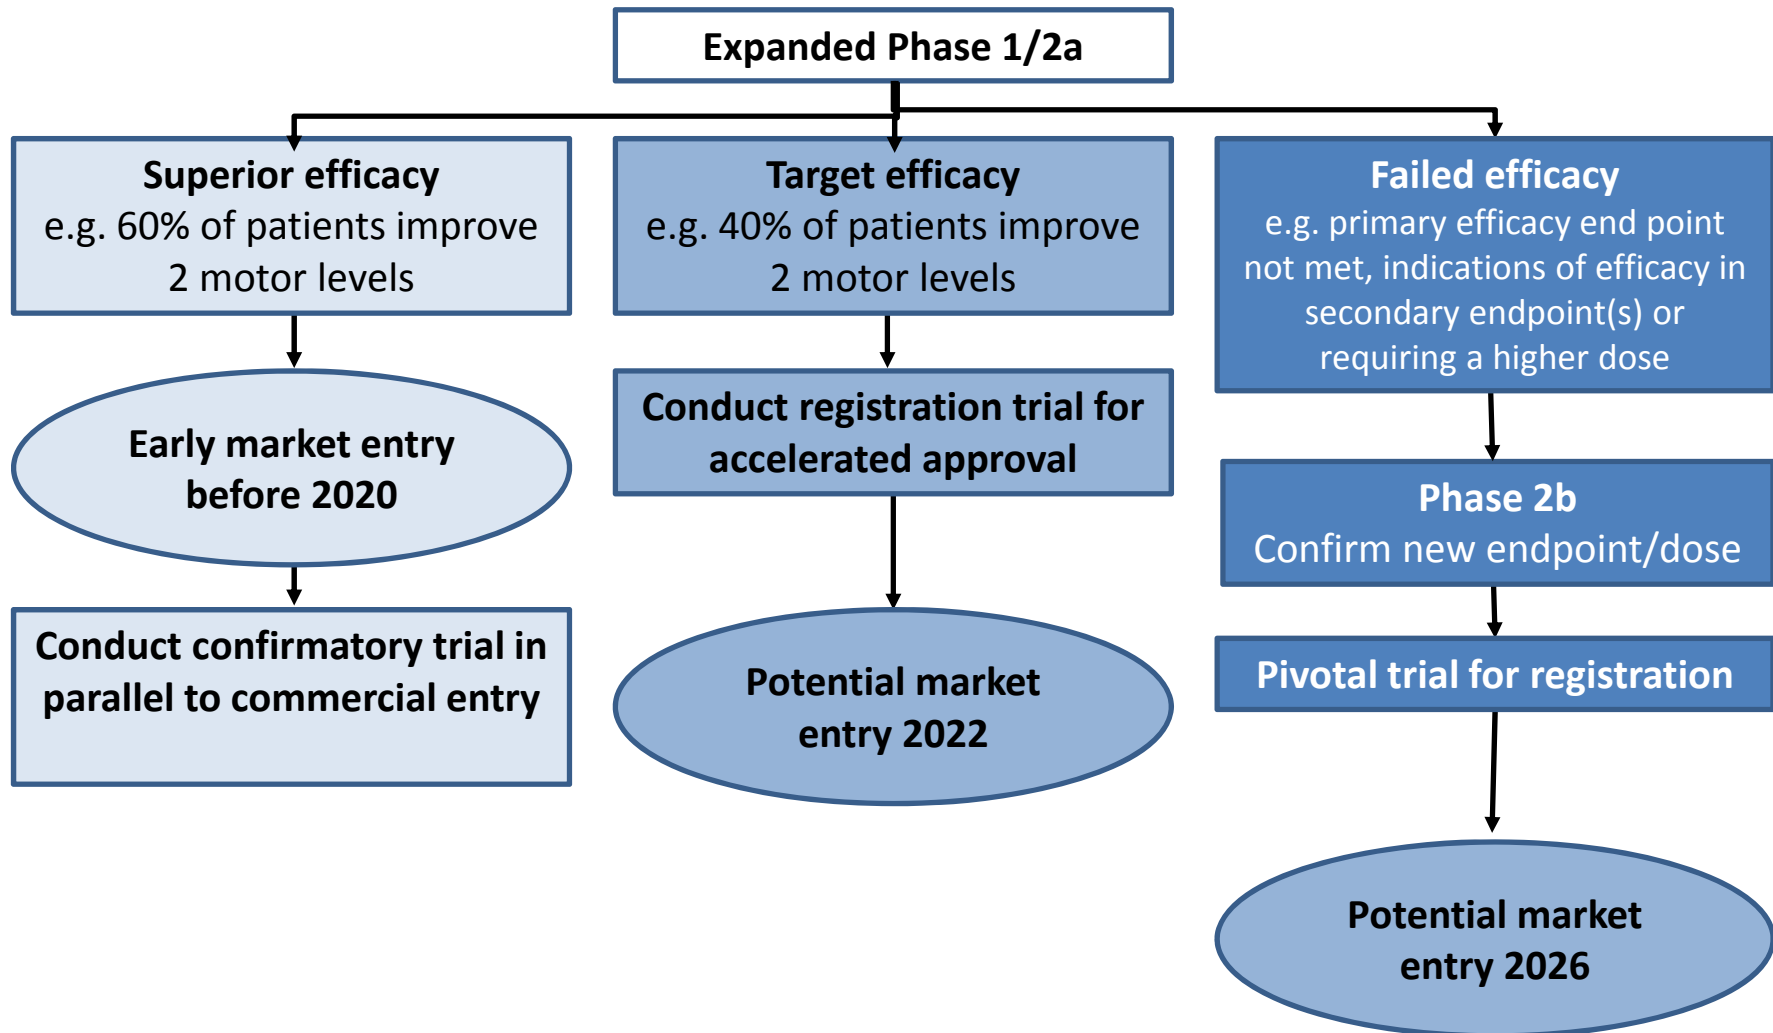 Expanded Phase 1/2a
Superior efficacy
e.g. 60% of patients improve
2 motor levels
Early market entry
before 2020
Conduct confirmatory trial in
parallel to commercial entry
Target efficacy
e.g. 40% of patients improve
2 motor levels
Conduct registration trial for
accelerated approval
Potential market
entry 2022
Failed efficacy
e.g. primary efficacy end point
not met, indications of efficacy in
secondary endpoint(s) or
requiring a higher dose
Phase 2b
Confirm new endpoint/dose
Pivotal trial for registration
Potential market
entry 2026